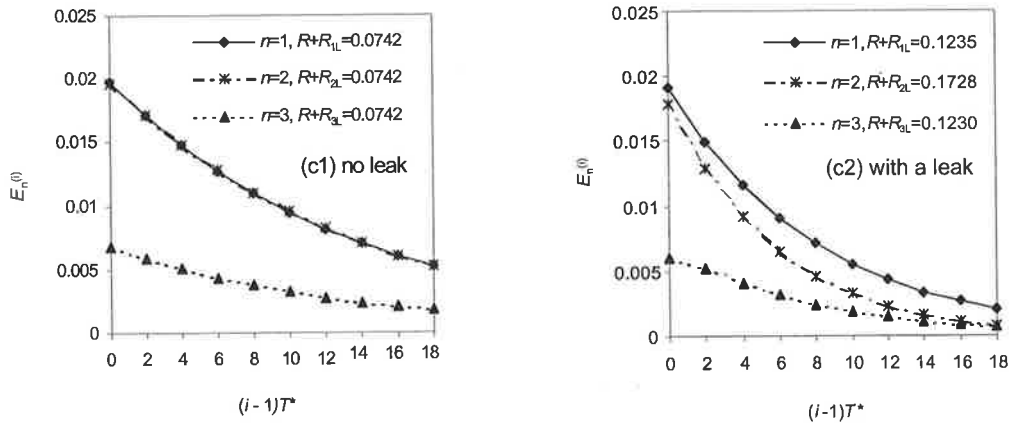 0.025
0.02
0.015
0.01
0.005
0
Eₙ⁽ⁱ⁾
n=1, R+R₁L=0.0742
n=2, R+R₂L=0.0742
n=3, R+R₃L=0.0742
(c1) no leak
0 2 4 6 8 10 12 14 16 18
(i - 1)T*
0.025
0.02
0.015
0.01
0.005
0
Eₙ⁽ⁱ⁾
n=1, R+R₁L=0.1235
n=2, R+R₂L=0.1728
n=3, R+R₃L=0.1230
(c2) with a leak
0 2 4 6 8 10 12 14 16 18
(i-1)T*